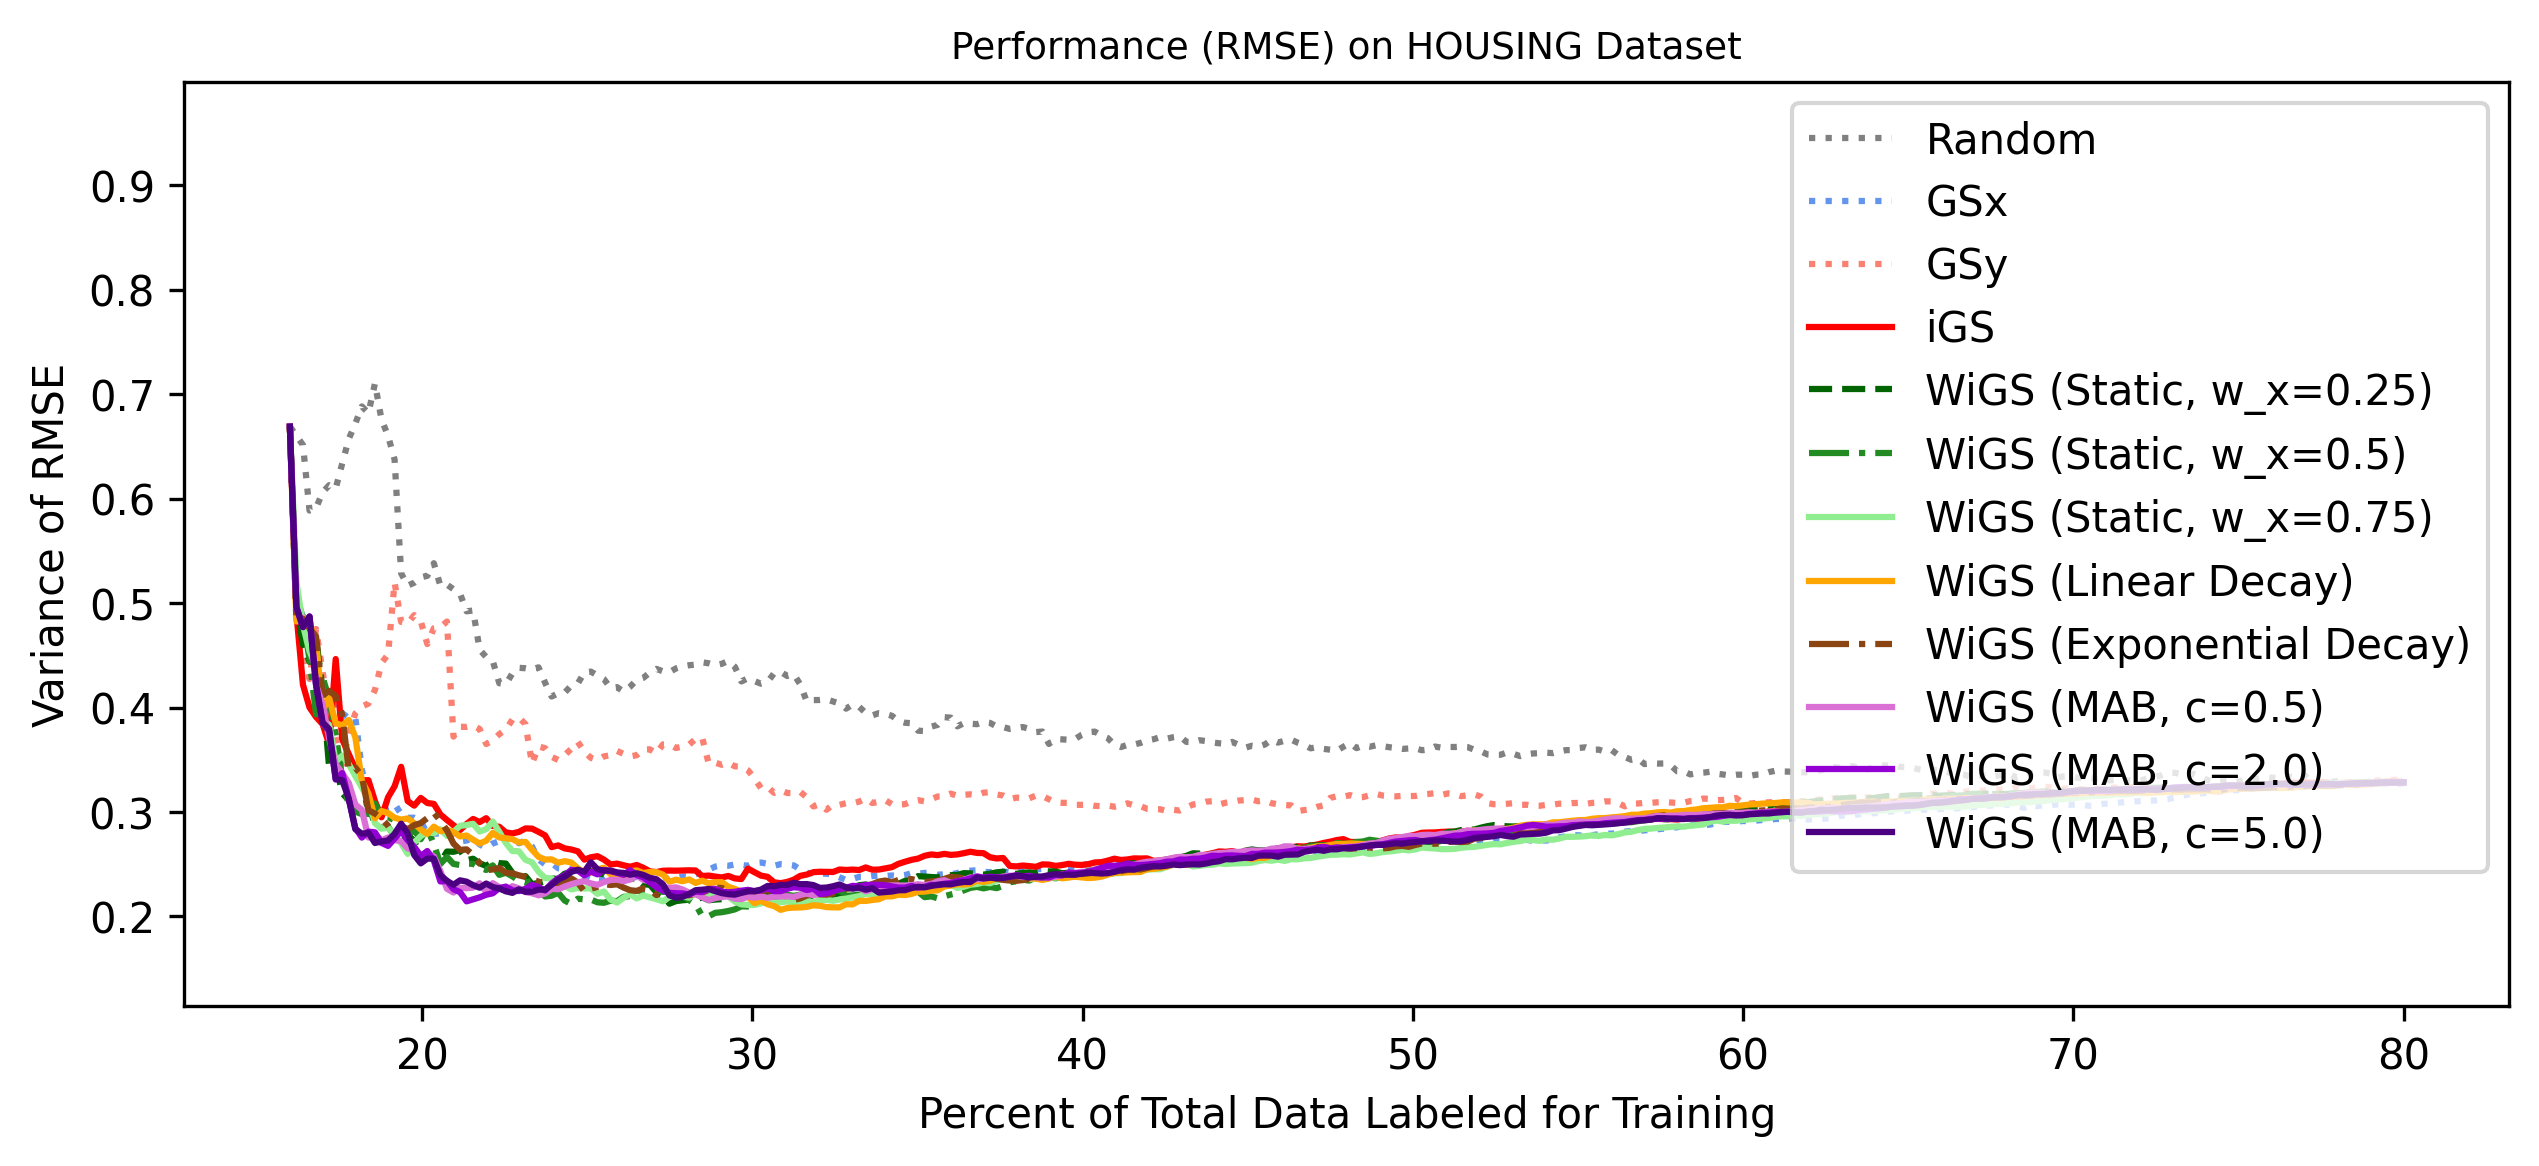 Performance (RMSE) on HOUSING Dataset
Variance of RMSE
0.9
0.8
0.7
0.6
0.5
0.4
0.3
0.2
20 30 40 50 60 70 80
Percent of Total Data Labeled for Training
Random
GSx
GSy
iGS
WiGS (Static, w_x=0.25)
WiGS (Static, w_x=0.5)
WiGS (Static, w_x=0.75)
WiGS (Linear Decay)
WiGS (Exponential Decay)
WiGS (MAB, c=0.5)
WiGS (MAB, c=2.0)
WiGS (MAB, c=5.0)